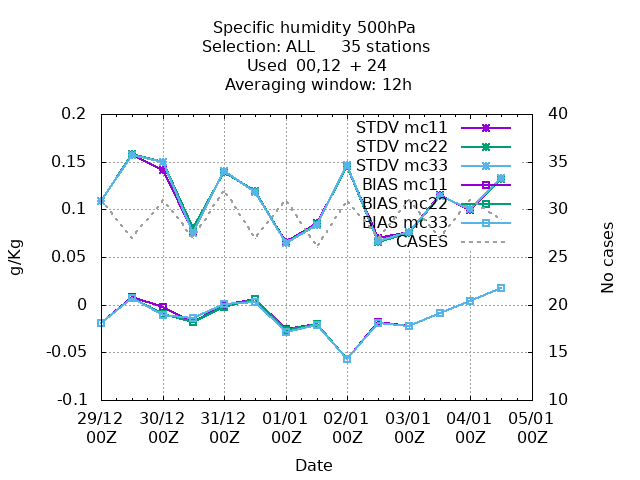 Specific humidity 500hPa
Selection: ALL 35 stations
Used 00,12 + 24
Averaging window: 12h
0.2
0.15
0.1
0.05
0
-0.05
-0.1
g/Kg
40
35
30
25
20
15
10
No cases
STDV mc11
STDV mc22
STDV mc33
BIAS mc11
BIAS mc22
BIAS mc33
CASES
29/12 30/12 31/12 01/01 02/01 03/01 04/01 05/01
00Z 00Z 00Z 00Z 00Z 00Z 00Z 00Z
Date